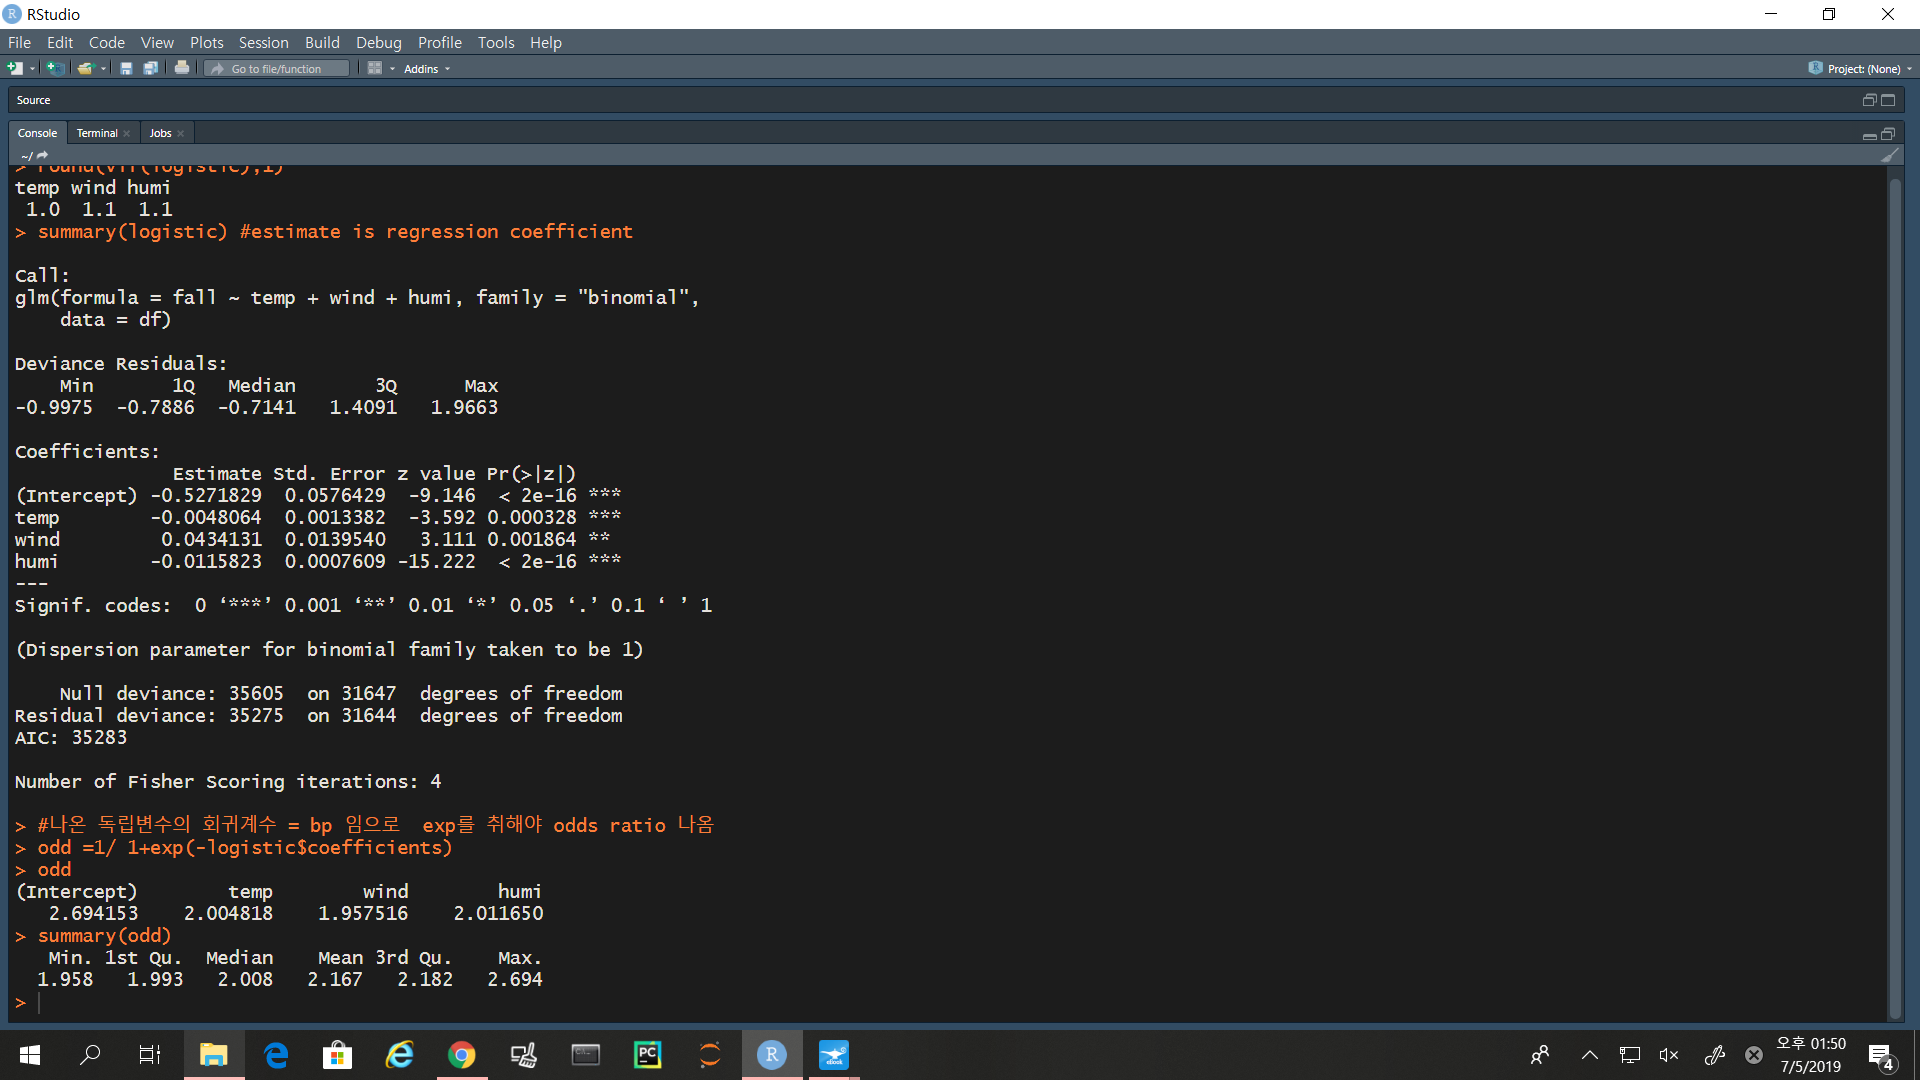 RStudio
File Edit Code View Plots Session Build Debug Profile Tools Help
Go to file/function Addins Project: (None)
Source
Console Terminal Jobs
~/
> round(vif(logistic),1)
temp wind humi
1.0 1.1 1.1
> summary(logistic) #estimate is regression coefficient
Call:
glm(formula = fall ~ temp + wind + humi, family = "binomial",
data = df)
Deviance Residuals:
Min 1Q Median 3Q Max
-0.9975 -0.7886 -0.7141 1.4091 1.9663
Coefficients:
Estimate Std. Error z value Pr(>|z|)
(Intercept) -0.5271829 0.0576429 -9.146 < 2e-16 ***
temp -0.0048064 0.0013382 -3.592 0.000328 ***
wind 0.0434131 0.0139540 3.111 0.001864 **
humi -0.0115823 0.0007609 -15.222 < 2e-16 ***
---
Signif. codes: 0 ‘***’ 0.001 ‘**’ 0.01 ‘*’ 0.05 ‘.’ 0.1 ‘ ’ 1
(Dispersion parameter for binomial family taken to be 1)
Null deviance: 35605 on 31647 degrees of freedom
Residual deviance: 35275 on 31644 degrees of freedom
AIC: 35283
Number of Fisher Scoring iterations: 4
> #나온 독립변수의 회귀계수 = bp 임으로 exp를 취해야 odds ratio 나옴
> odd =1/ 1+exp(-logistic$coefficients)
> odd
(Intercept) temp wind humi
2.694153 2.004818 1.957516 2.011650
> summary(odd)
Min. 1st Qu. Median Mean 3rd Qu. Max.
1.958 1.993 2.008 2.167 2.182 2.694
>
PC R 오후 01:50
7/5/2019 4